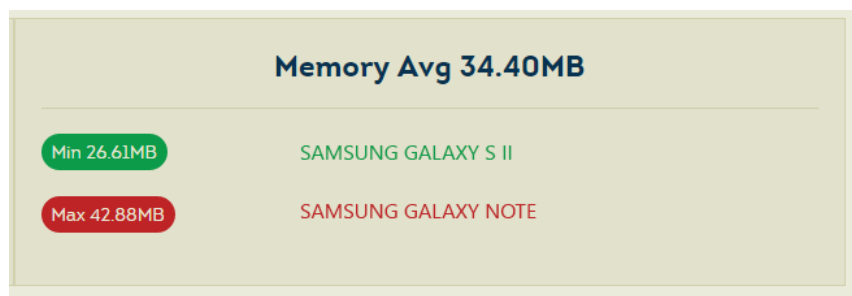 Memory Avg 34.40MB
Min 26.61MB SAMSUNG GALAXY S II
Max 42.88MB SAMSUNG GALAXY NOTE